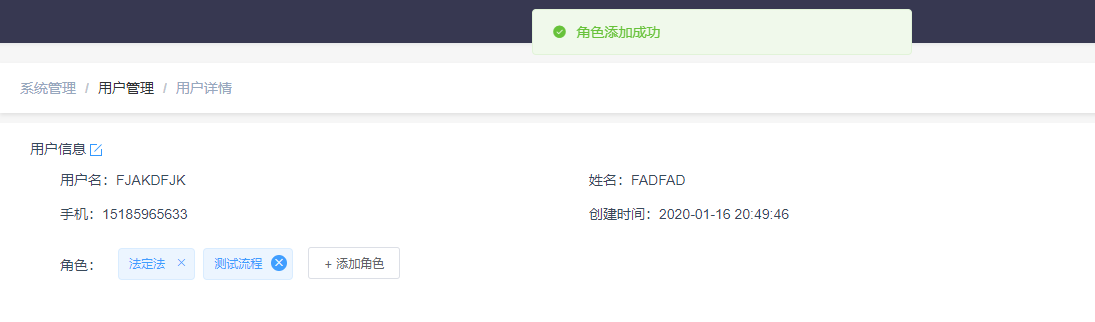 角色添加成功
系统管理 / 用户管理 / 用户详情
用户信息
用户名：FJAKDFJK 姓名：FADFAD
手机：15185965633 创建时间：2020-01-16 20:49:46
角色： 法定法 × 测试流程 × + 添加角色